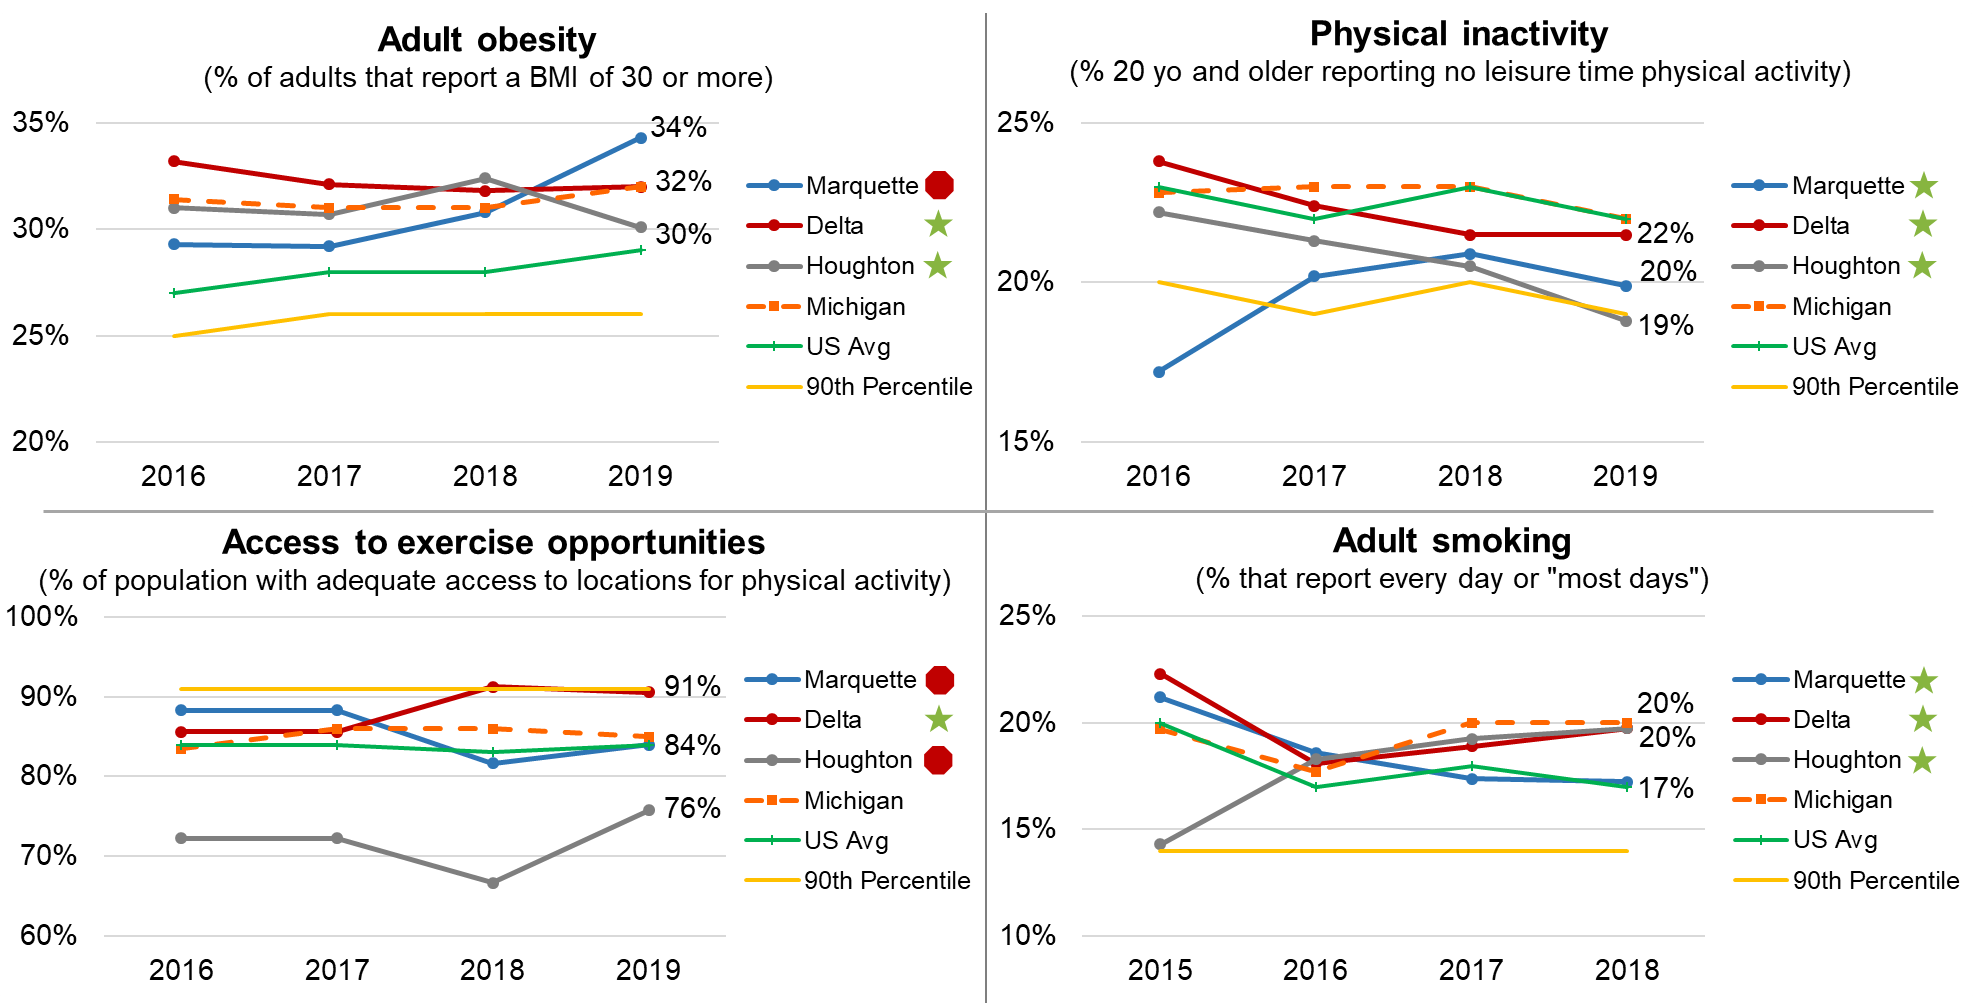 Adult obesity
(% of adults that report a BMI of 30 or more)
35%
30%
25%
20%
34%
32%
30%
2016 2017 2018 2019
Marquette
Delta
Houghton
Michigan
US Avg
90th Percentile
Physical inactivity
(% 20 yo and older reporting no leisure time physical activity)
25%
20%
15%
22%
20%
19%
2016 2017 2018 2019
Marquette
Delta
Houghton
Michigan
US Avg
90th Percentile
Access to exercise opportunities
(% of population with adequate access to locations for physical activity)
100%
90%
80%
70%
60%
91%
84%
76%
2016 2017 2018 2019
Marquette
Delta
Houghton
Michigan
US Avg
90th Percentile
Adult smoking
(% that report every day or "most days")
25%
20%
15%
10%
20%
20%
17%
2015 2016 2017 2018
Marquette
Delta
Houghton
Michigan
US Avg
90th Percentile